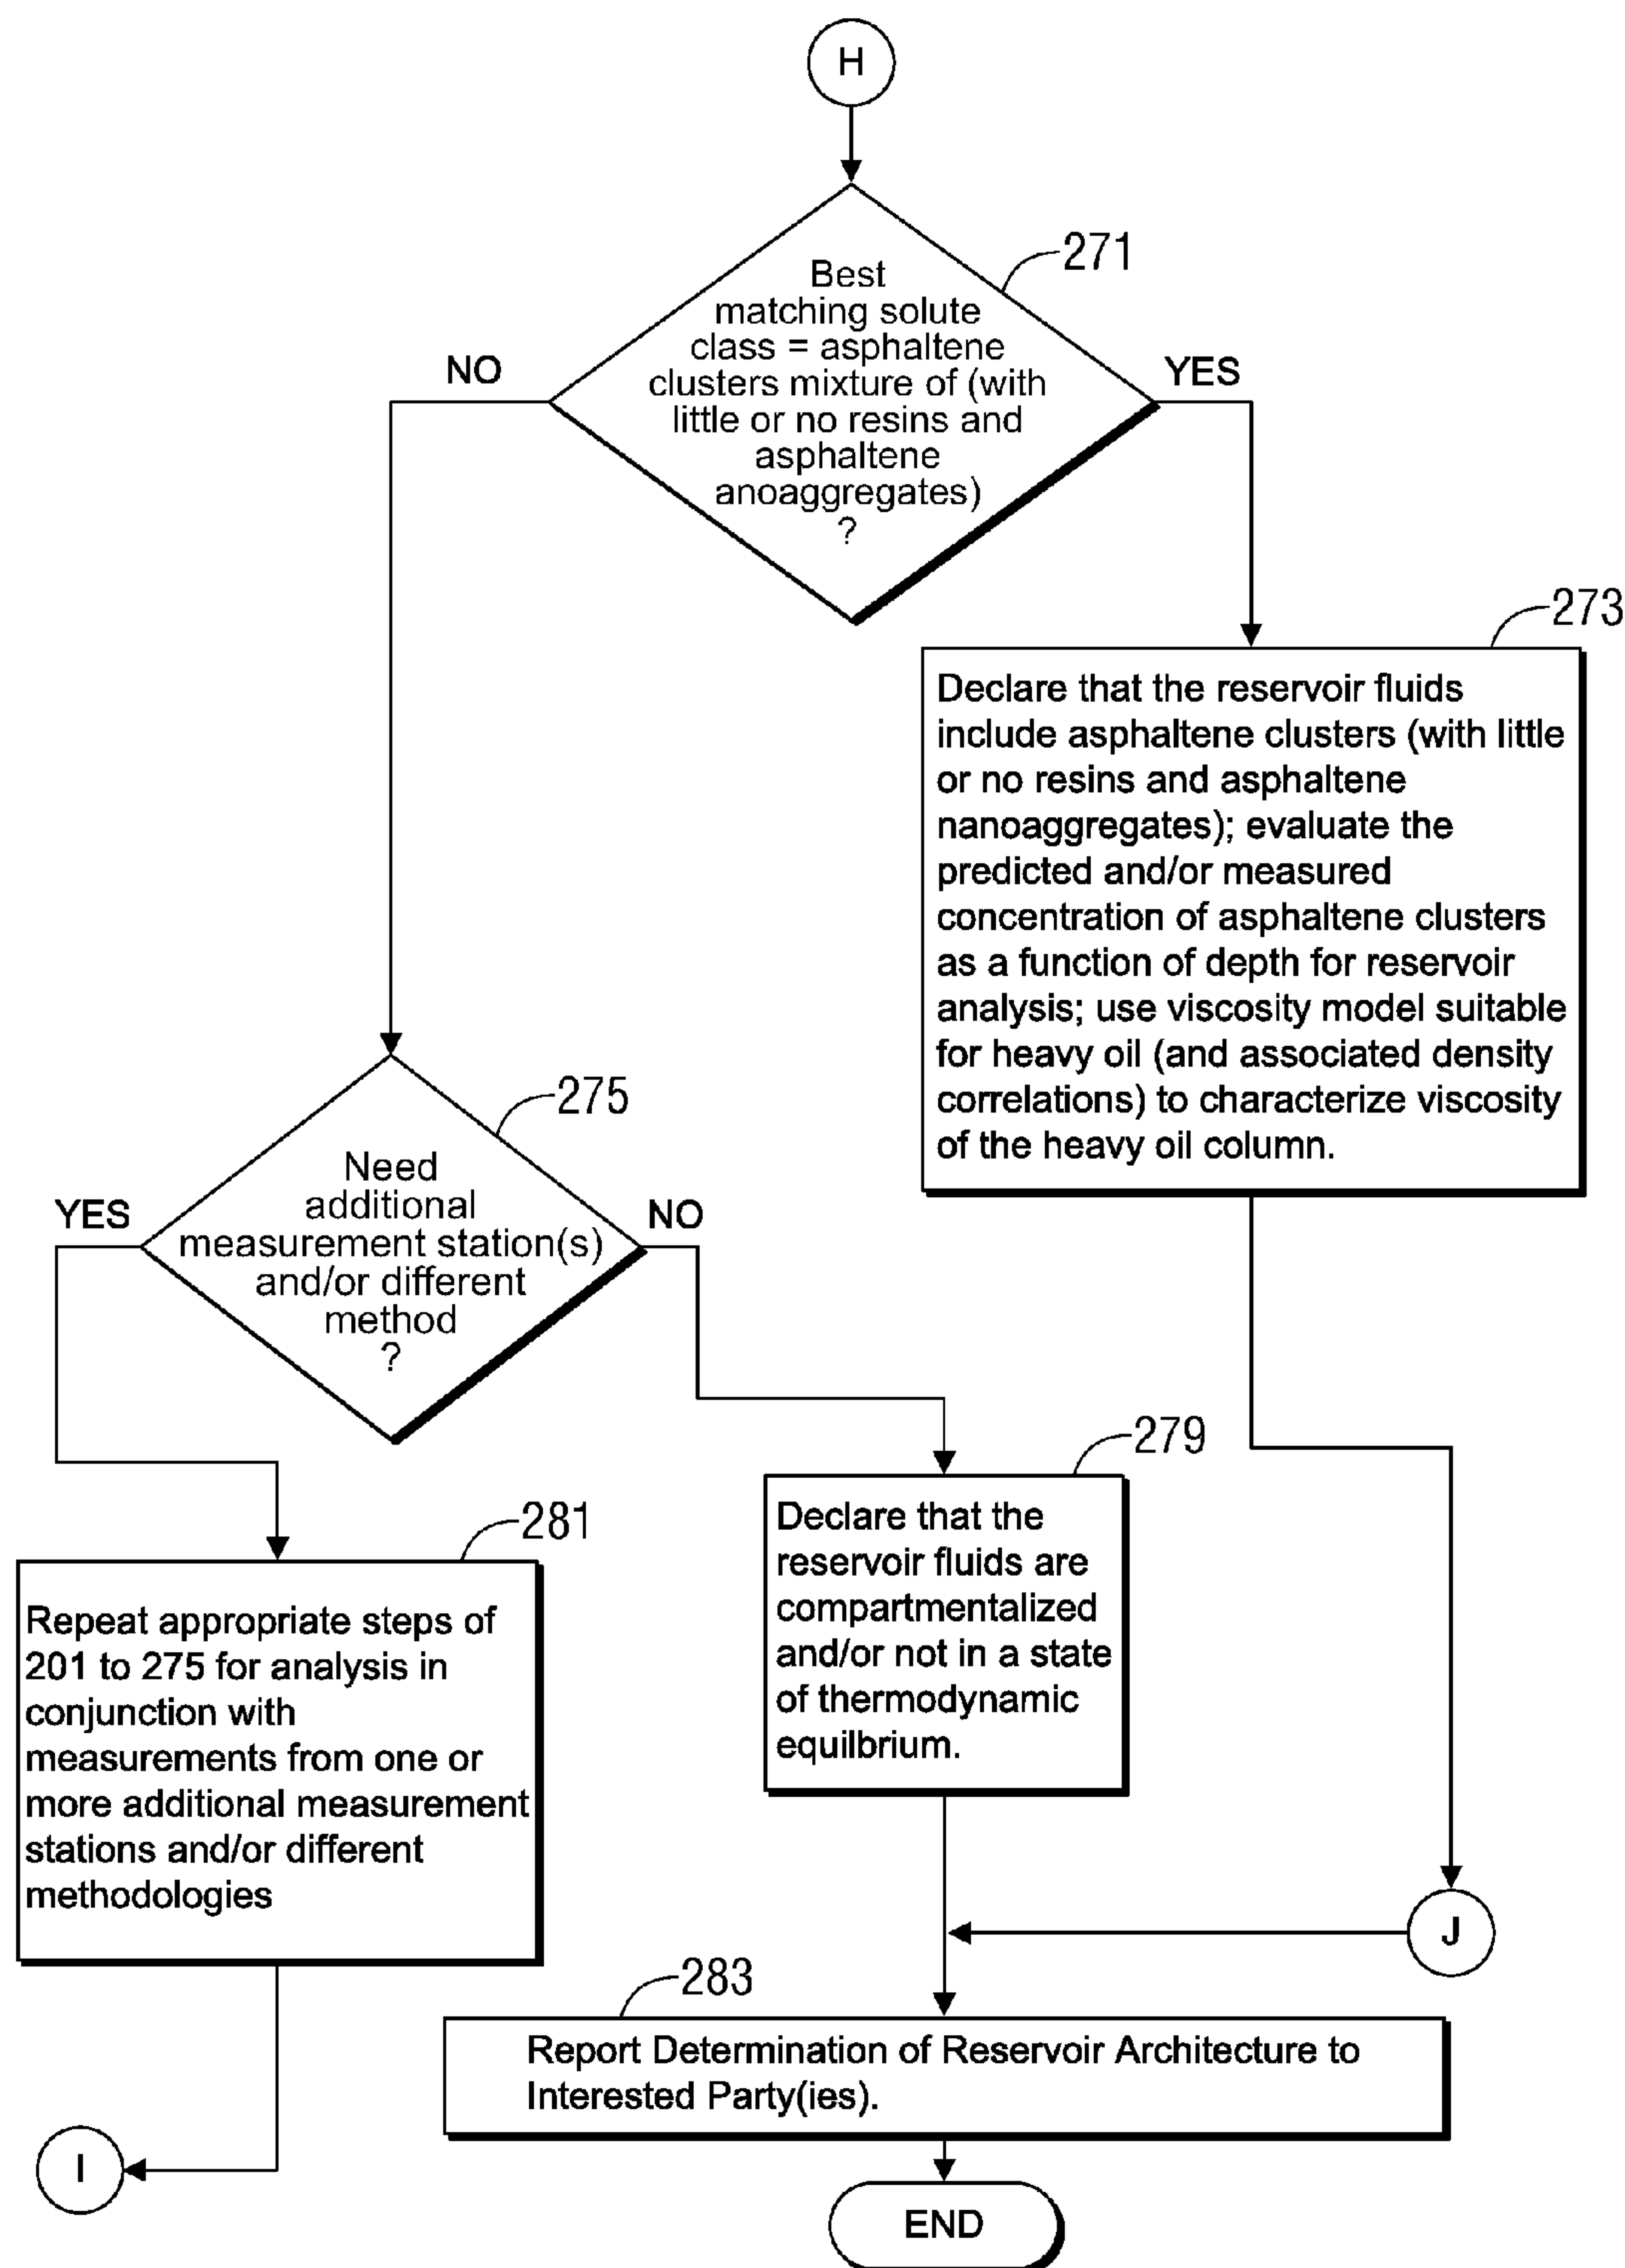 H
271
Best
matching solute
class = asphaltene
clusters mixture of (with
little or no resins and
asphaltene
anoaggregates)
?
NO
YES
273
Declare that the reservoir fluids
include asphaltene clusters (with little
or no resins and asphaltene
nanoaggregates); evaluate the
predicted and/or measured
concentration of asphaltene clusters
as a function of depth for reservoir
analysis; use viscosity model suitable
for heavy oil (and associated density
correlations) to characterize viscosity
of the heavy oil column.
275
Need
additional
measurement station(s)
and/or different
method
?
YES
NO
279
Declare that the
reservoir fluids are
compartmentalized
and/or not in a state
of thermodynamic
equilbrium.
281
Repeat appropriate steps of
201 to 275 for analysis in
conjunction with
measurements from one or
more additional measurement
stations and/or different
methodologies
J
283
Report Determination of Reservoir Architecture to
Interested Party(ies).
I
END